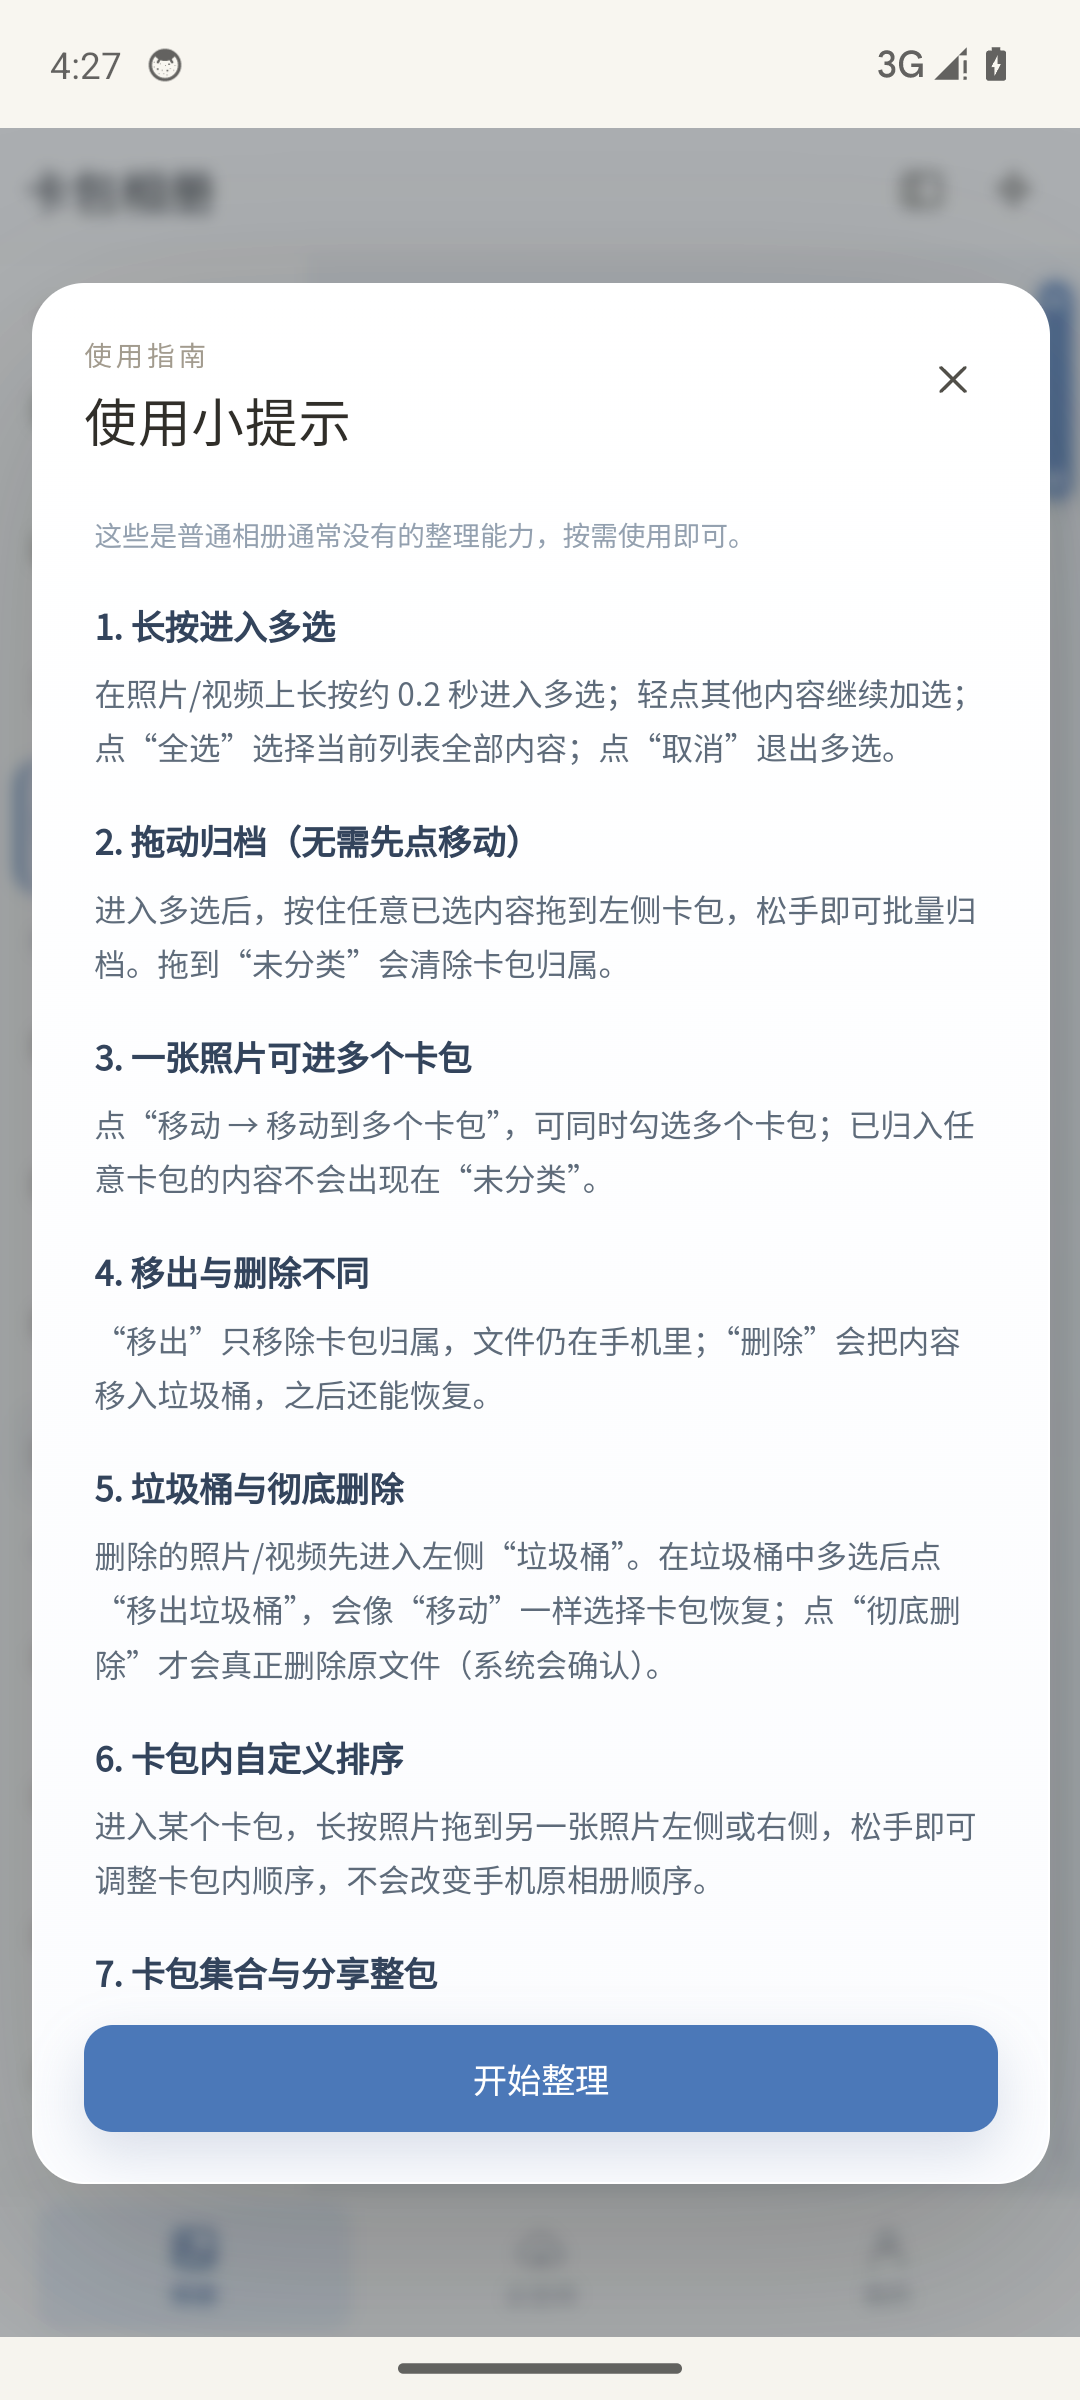 4:27
3G
卡包相册
使用指南
使用小提示
这些是普通相册通常没有的整理能力，按需使用即可。
1. 长按进入多选
在照片/视频上长按约 0.2 秒进入多选；轻点其他内容继续加选；
点“全选”选择当前列表全部内容；点“取消”退出多选。
2. 拖动归档（无需先点移动）
进入多选后，按住任意已选内容拖到左侧卡包，松手即可批量归
档。拖到“未分类”会清除卡包归属。
3. 一张照片可进多个卡包
点“移动 → 移动到多个卡包”，可同时勾选多个卡包；已归入任
意卡包的内容不会出现在“未分类”。
4. 移出与删除不同
“移出”只移除卡包归属，文件仍在手机里；“删除”会把内容
移入垃圾桶，之后还能恢复。
5. 垃圾桶与彻底删除
删除的照片/视频先进入左侧“垃圾桶”。在垃圾桶中多选后点
“移出垃圾桶”，会像“移动”一样选择卡包恢复；点“彻底删
除”才会真正删除原文件（系统会确认）。
6. 卡包内自定义排序
进入某个卡包，长按照片拖到另一张照片左侧或右侧，松手即可
调整卡包内顺序，不会改变手机原相册顺序。
7. 卡包集合与分享整包
开始整理